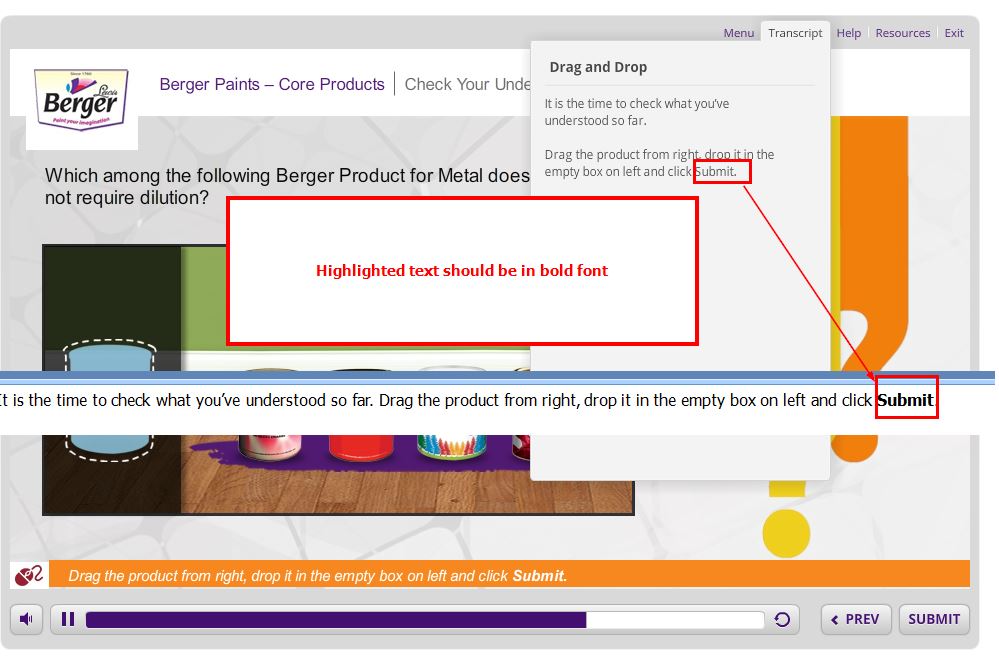 Menu Transcript Help Resources Exit
Since 1760
Lewis
Berger
Paint your imagination
Berger Paints – Core Products Check Your Unde
Drag and Drop
It is the time to check what you've
understood so far.
Drag the product from right, drop it in the
empty box on left and click Submit.
Which among the following Berger Product for Metal does
not require dilution?
Highlighted text should be in bold font
It is the time to check what you've understood so far. Drag the product from right, drop it in the empty box on left and click Submit
Drag the product from right, drop it in the empty box on left and click Submit.
PREV SUBMIT